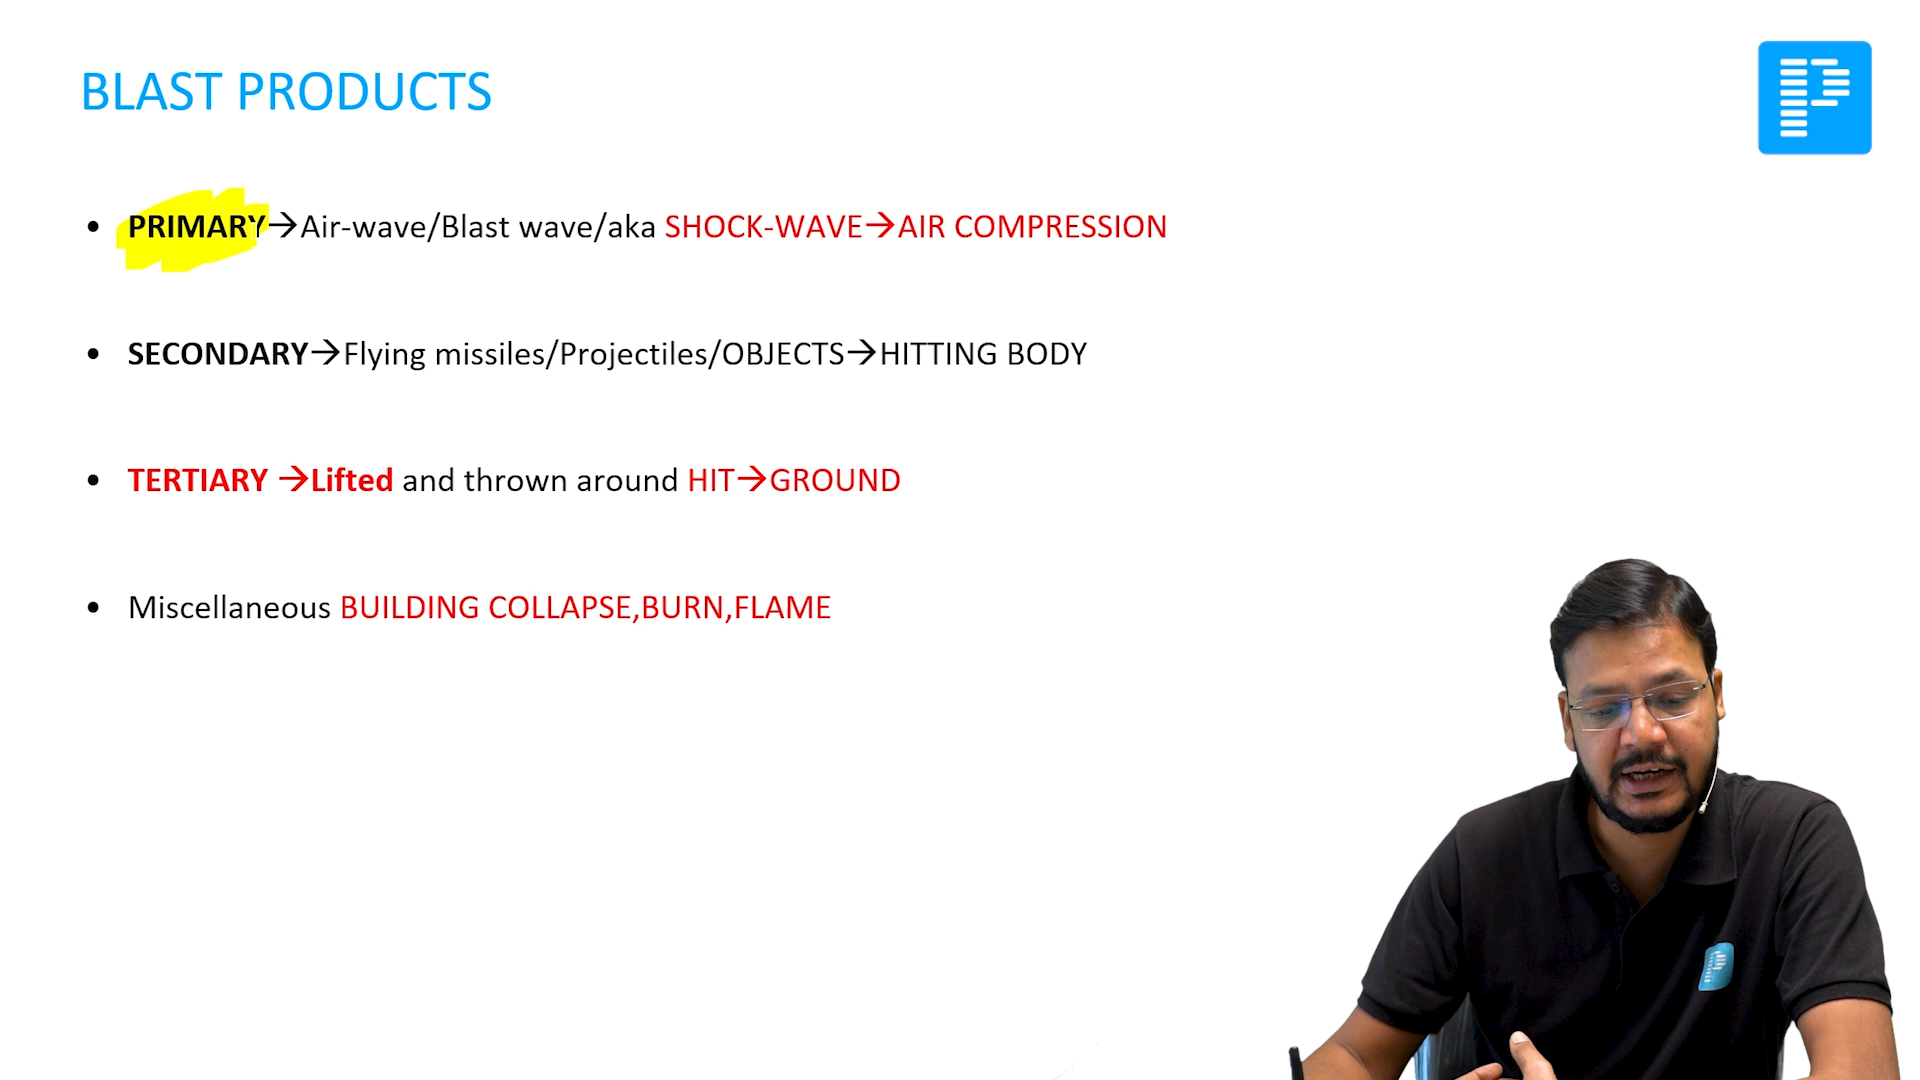 BLAST PRODUCTS
• PRIMARY→Air-wave/Blast wave/aka SHOCK-WAVE→AIR COMPRESSION
• SECONDARY→Flying missiles/Projectiles/OBJECTS→HITTING BODY
• TERTIARY →Lifted and thrown around HIT→GROUND
• Miscellaneous BUILDING COLLAPSE,BURN,FLAME